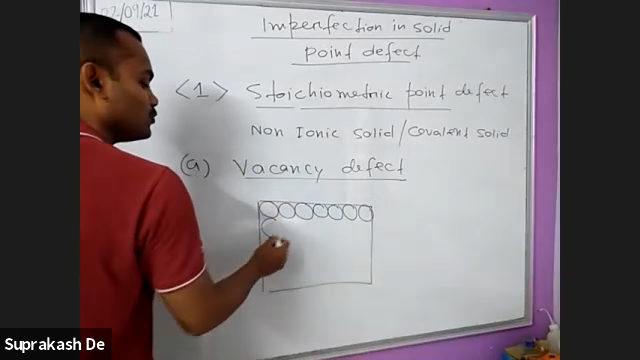 02/09/21
Imperfection in solid
point defect
<1> Stoichiometric point defect
Non Ionic solid/Covalent solid
(a) Vacancy defect
Suprakash De